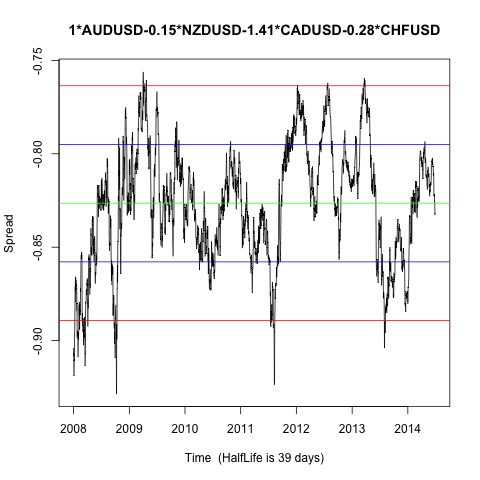 1*AUDUSD-0.15*NZDUSD-1.41*CADUSD-0.28*CHFUSD
-0.75
-0.80
-0.85
-0.90
Spread
2008 2009 2010 2011 2012 2013 2014
Time (HalfLife is 39 days)